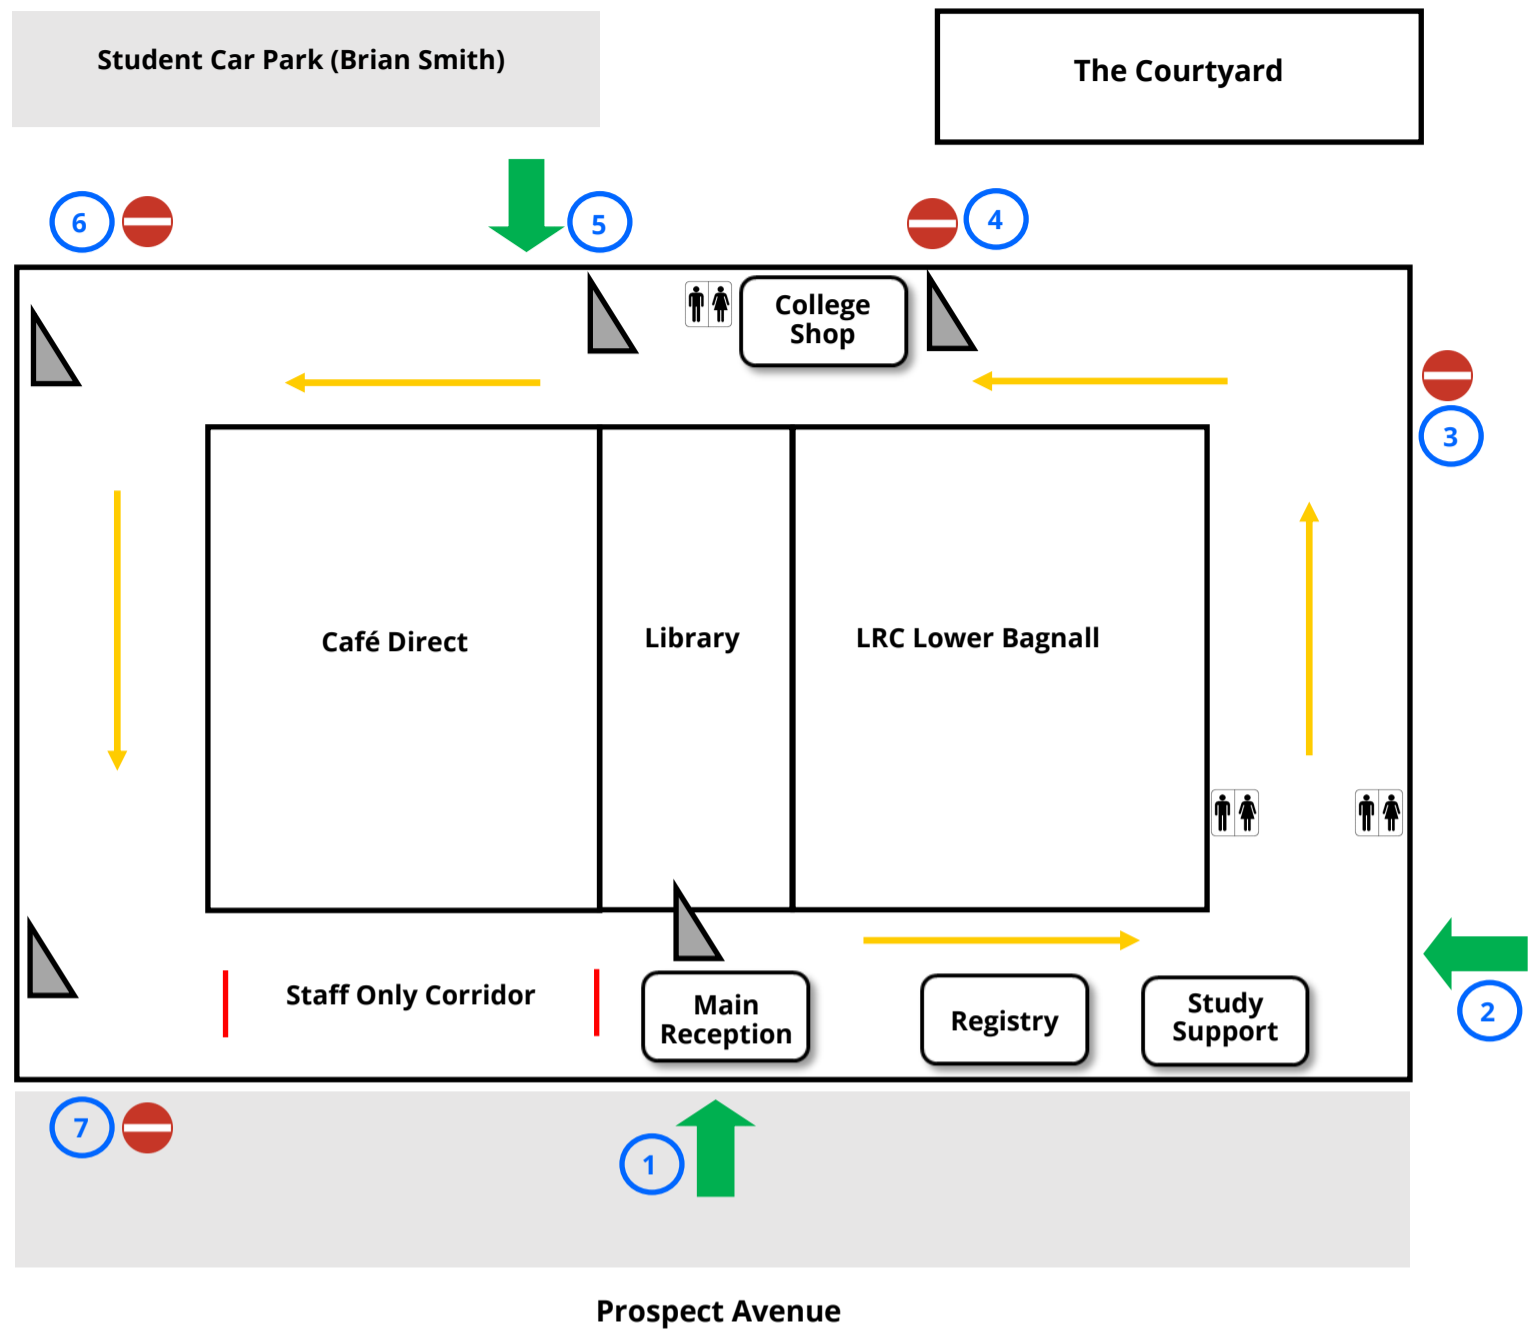 Student Car Park (Brian Smith)
The Courtyard
6
5
4
College
Shop
3
Café Direct
Library
LRC Lower Bagnall
Staff Only Corridor
Main
Reception
Registry
Study
Support
2
7
1
Prospect Avenue